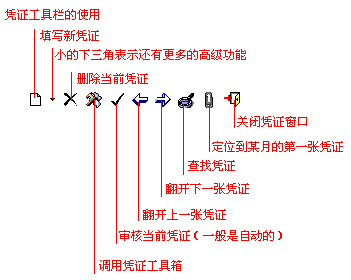 凭证工具栏的使用
填写新凭证
小的下三角表示还有更多的高级功能
删除当前凭证
关闭凭证窗口
定位到某月的第一张凭证
查找凭证
翻开下一张凭证
翻开上一张凭证
审核当前凭证(一般是自动的)
调用凭证工具箱